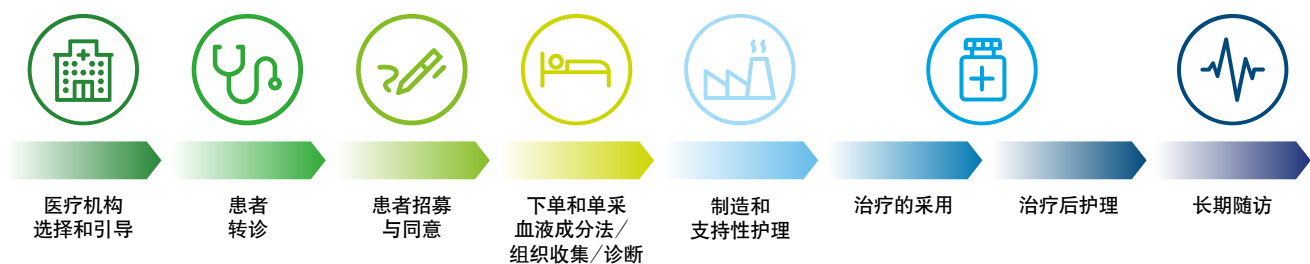 医疗机构
选择和引导
患者
转诊
患者招募
与同意
下单和单采
血液成分法/
组织收集/诊断
制造和
支持性护理
治疗的采用
治疗后护理
长期随访